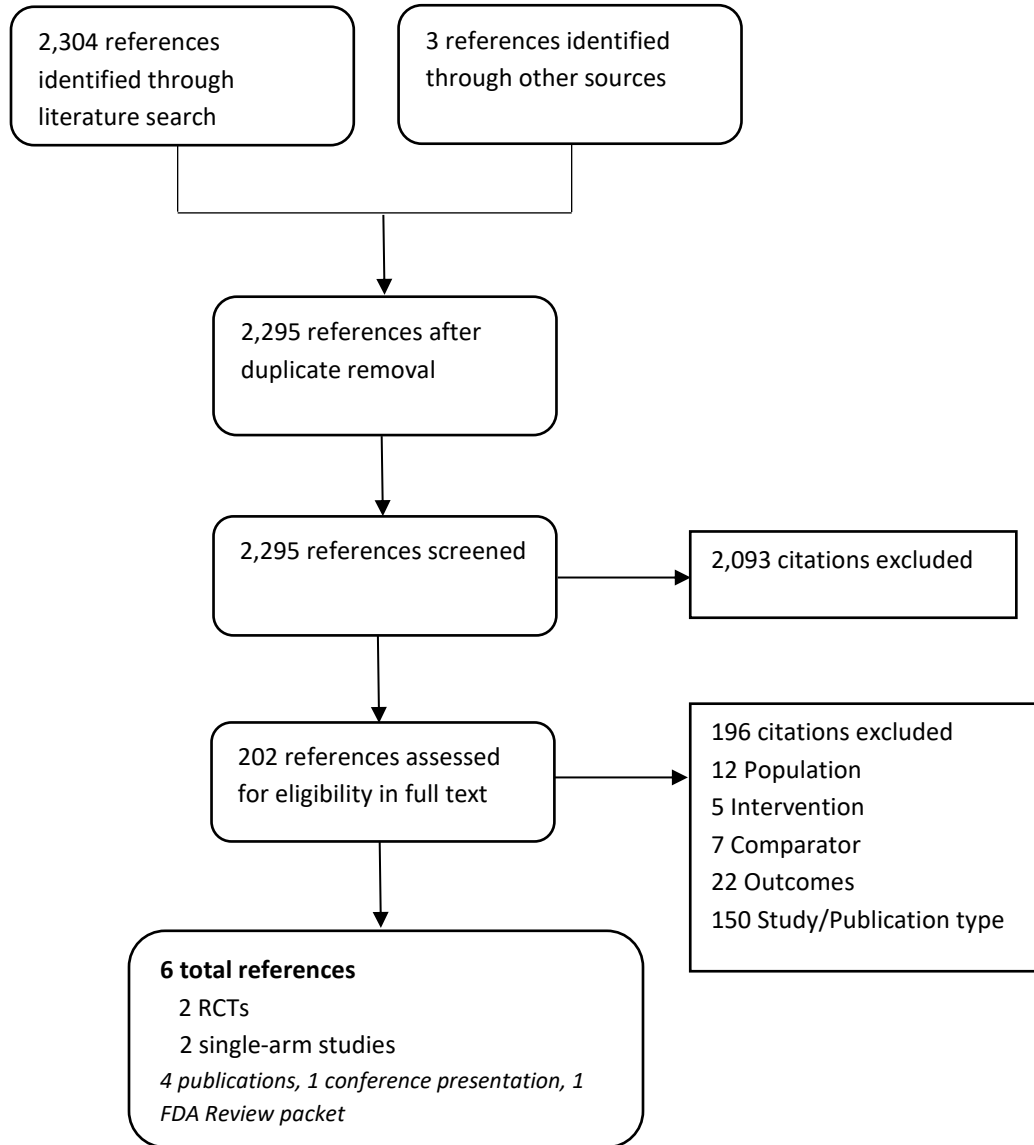 2,304 references
identified through
literature search
3 references identified
through other sources
2,295 references after
duplicate removal
2,295 references screened
2,093 citations excluded
202 references assessed
for eligibility in full text
196 citations excluded
12 Population
5 Intervention
7 Comparator
22 Outcomes
150 Study/Publication type
6 total references
2 RCTs
2 single-arm studies
4 publications, 1 conference presentation, 1
FDA Review packet